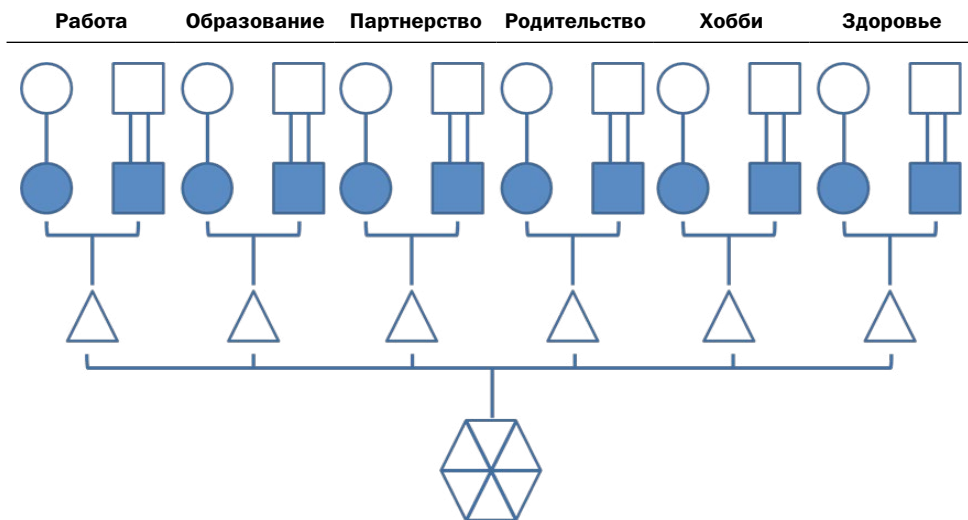 Работа Образование Партнерство Родительство Хобби Здоровье